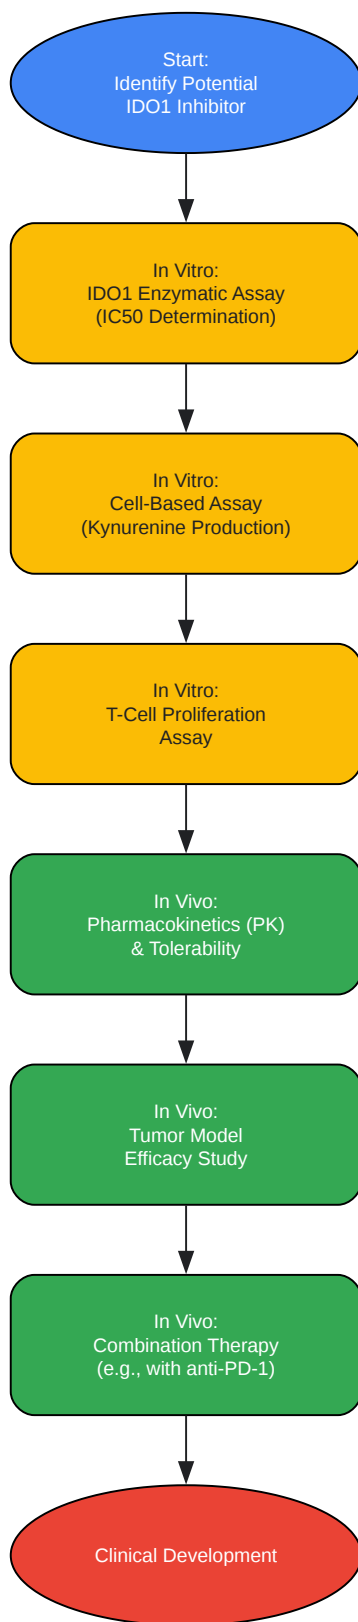 Start:
Identify Potential
IDO1 Inhibitor
In Vitro:
IDO1 Enzymatic Assay
(IC50 Determination)
In Vitro:
Cell-Based Assay
(Kynurenine Production)
In Vitro:
T-Cell Proliferation
Assay
In Vivo:
Pharmacokinetics (PK)
& Tolerability
In Vivo:
Tumor Model
Efficacy Study
In Vivo:
Combination Therapy
(e.g., with anti-PD-1)
Clinical Development